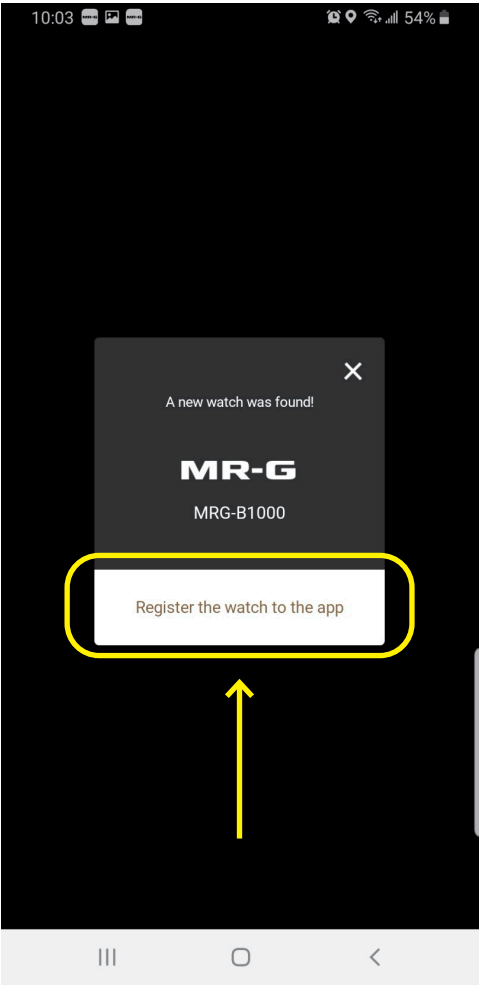 10:03 54%
A new watch was found!
MR-G
MRG-B1000
Register the watch to the app